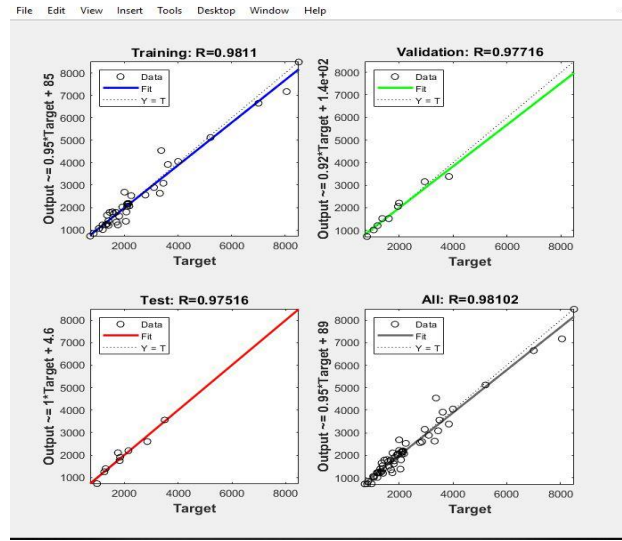 File Edit View Insert Tools Desktop Window Help
Training: R=0.9811
Output ~= 0.95*Target + 85
8000
7000
6000
5000
4000
3000
2000
1000
Data
Fit
Y = T
2000 4000 6000 8000
Target
Validation: R=0.97716
Output ~= 0.92*Target + 1.4e+02
8000
7000
6000
5000
4000
3000
2000
1000
Data
Fit
Y = T
2000 4000 6000 8000
Target
Test: R=0.97516
Output ~= 1*Target + 4.6
8000
7000
6000
5000
4000
3000
2000
1000
Data
Fit
Y = T
2000 4000 6000 8000
Target
All: R=0.98102
Output ~= 0.95*Target + 89
8000
7000
6000
5000
4000
3000
2000
1000
Data
Fit
Y = T
2000 4000 6000 8000
Target